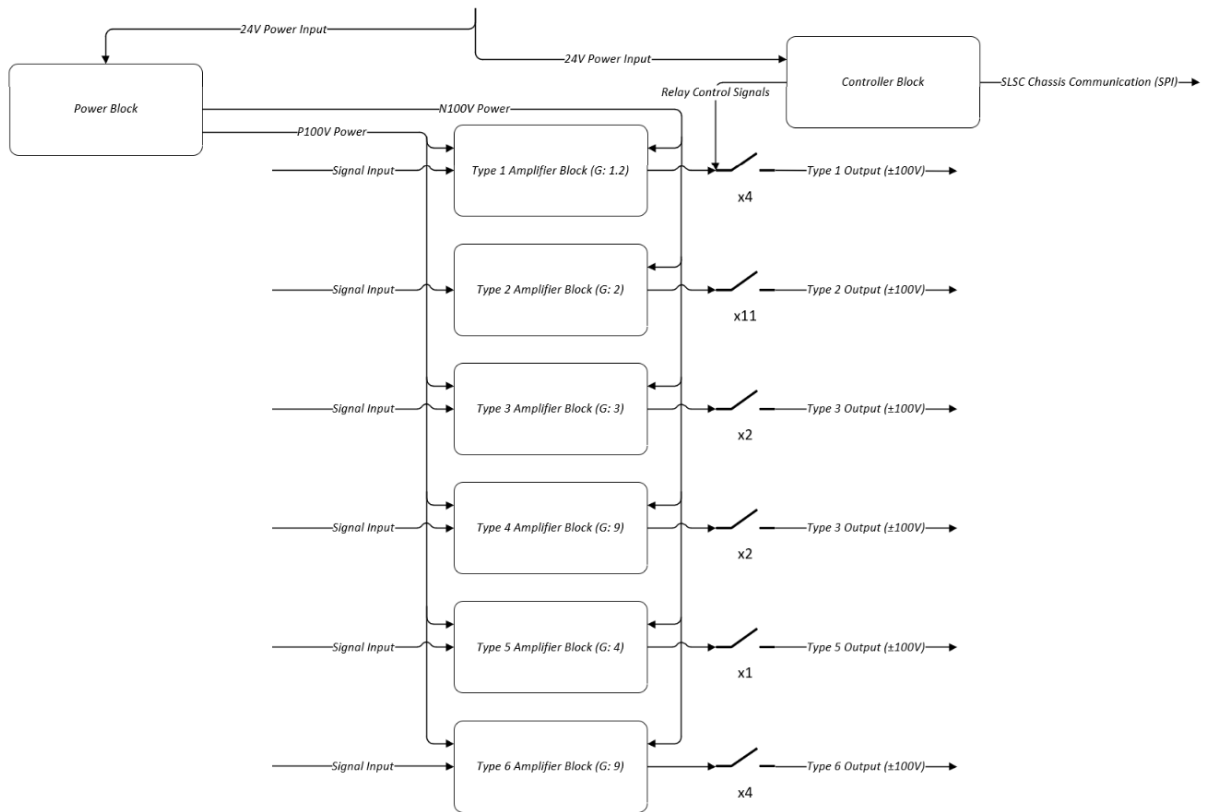 24V Power Input
24V Power Input
Power Block
Controller Block
SLSC Chassis Communication (SPI)
Relay Control Signals
N100V Power
P100V Power
Signal Input
Type 1 Amplifier Block (G: 1.2)
Type 1 Output (±100V)
x4
Signal Input
Type 2 Amplifier Block (G: 2)
Type 2 Output (±100V)
x11
Signal Input
Type 3 Amplifier Block (G: 3)
Type 3 Output (±100V)
x2
Signal Input
Type 4 Amplifier Block (G: 9)
Type 3 Output (±100V)
x2
Signal Input
Type 5 Amplifier Block (G: 4)
Type 5 Output (±100V)
x1
Signal Input
Type 6 Amplifier Block (G: 9)
Type 6 Output (±100V)
x4